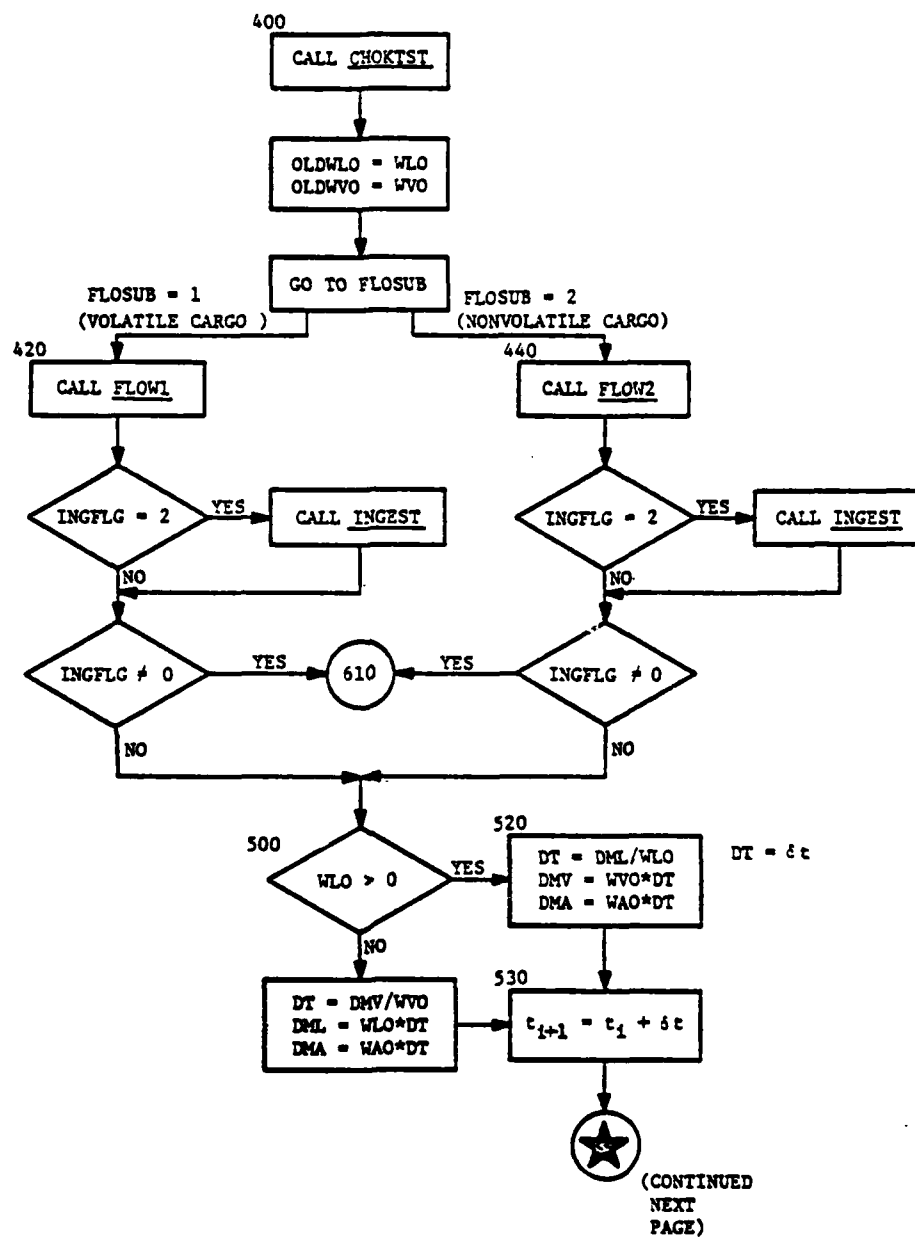 400
CALL CHOKTST
OLDWLO = WLO
OLDWVO = WVO
GO TO FLOSUB
FLOSUB = 1
(VOLATILE CARGO )
FLOSUB = 2
(NONVOLATILE CARGO)
420
CALL FLOW1
440
CALL FLOW2
INGFLG = 2
YES
CALL INGEST
NO
INGFLG = 2
YES
CALL INGEST
NO
INGFLG ≠ 0
YES
610
YES
INGFLG ≠ 0
NO
NO
500
WLO > 0
YES
520
DT = DML/WLO
DMV = WVO*DT
DMA = WAO*DT
DT = δt
NO
DT = DMV/WVO
DML = WLO*DT
DMA = WAO*DT
530
t_{i+1} = t_i + δt
(CONTINUED
NEXT
PAGE)